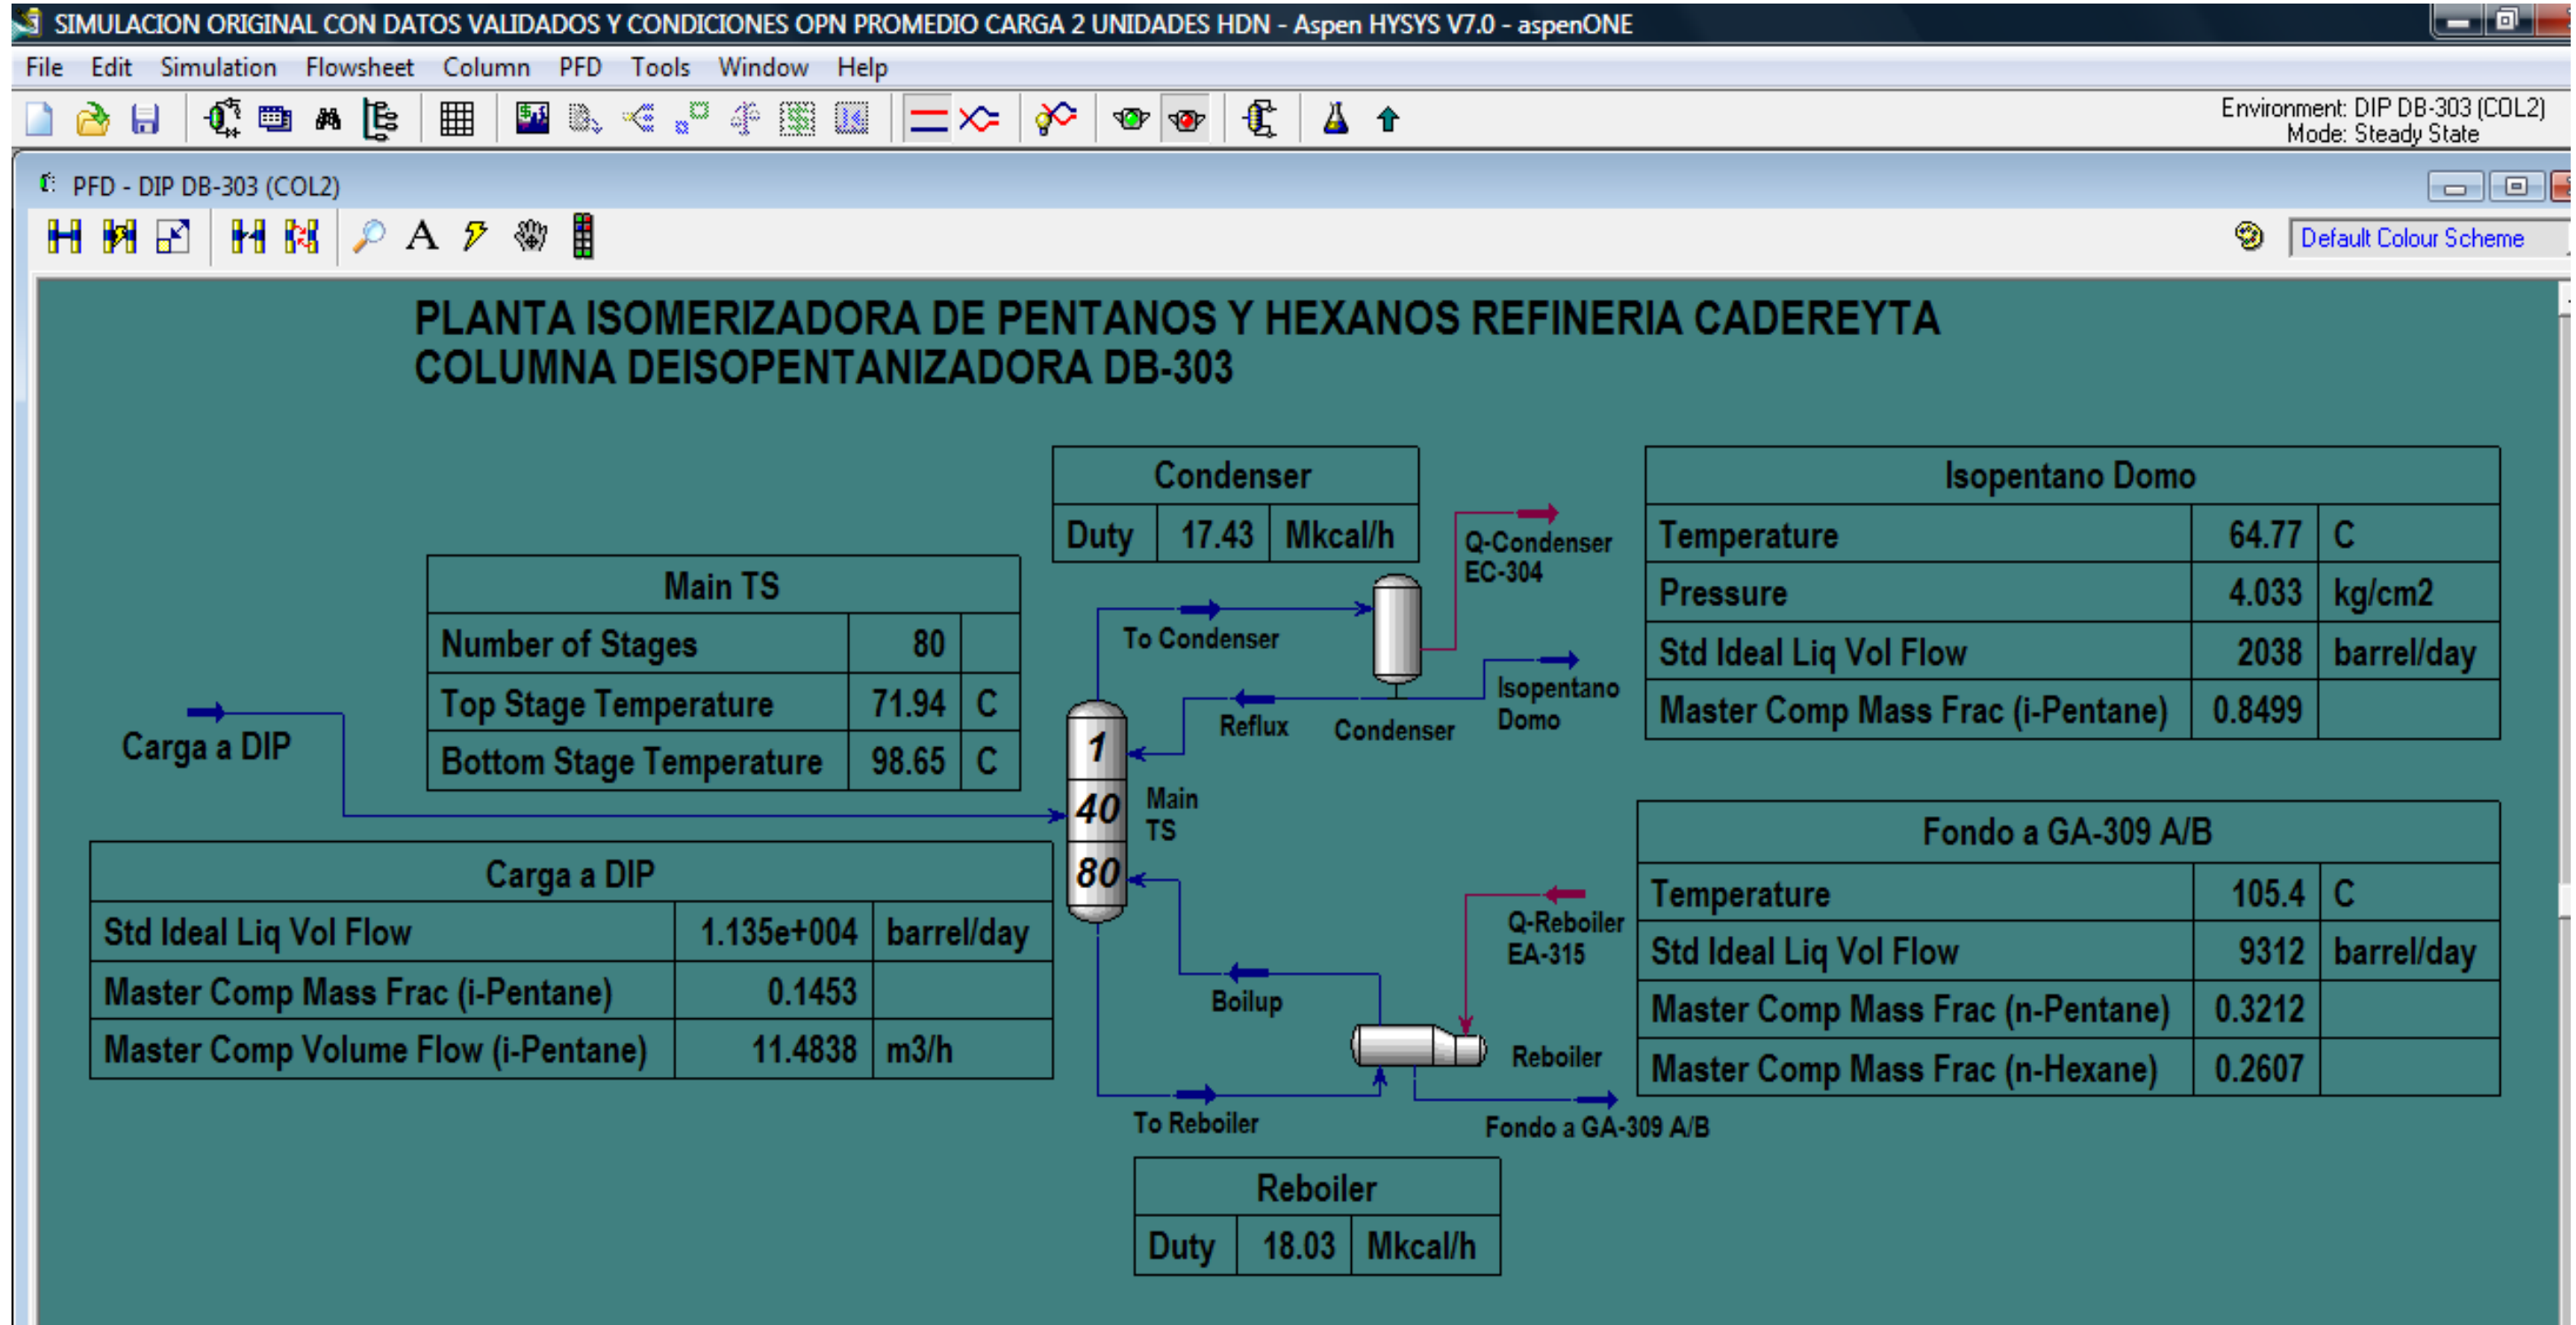 SIMULACION ORIGINAL CON DATOS VALIDADOS Y CONDICIONES OPN PROMEDIO CARGA 2 UNIDADES HDN - Aspen HYSYS V7.0 - aspenONE
File Edit Simulation Flowsheet Column PFD Tools Window Help
Environment: DIP DB-303 (COL2)
Mode: Steady State
PFD - DIP DB-303 (COL2)
A
Default Colour Scheme
PLANTA ISOMERIZADORA DE PENTANOS Y HEXANOS REFINERIA CADEREYTA
COLUMNA DEISOPENTANIZADORA DB-303
Condenser
Duty 17.43 Mkcal/h
Q-Condenser
EC-304
Isopentano Domo
Temperature 64.77 C
Pressure 4.033 kg/cm2
Std Ideal Liq Vol Flow 2038 barrel/day
Master Comp Mass Frac (i-Pentane) 0.8499
Main TS
Number of Stages 80
Top Stage Temperature 71.94 C
Bottom Stage Temperature 98.65 C
To Condenser
Reflux
Condenser
Isopentano
Domo
Carga a DIP
1
40
80
Main
TS
Carga a DIP
Std Ideal Liq Vol Flow 1.135e+004 barrel/day
Master Comp Mass Frac (i-Pentane) 0.1453
Master Comp Volume Flow (i-Pentane) 11.4838 m3/h
Fondo a GA-309 A/B
Temperature 105.4 C
Std Ideal Liq Vol Flow 9312 barrel/day
Master Comp Mass Frac (n-Pentane) 0.3212
Master Comp Mass Frac (n-Hexane) 0.2607
Q-Reboiler
EA-315
Boilup
Reboiler
To Reboiler
Fondo a GA-309 A/B
Reboiler
Duty 18.03 Mkcal/h